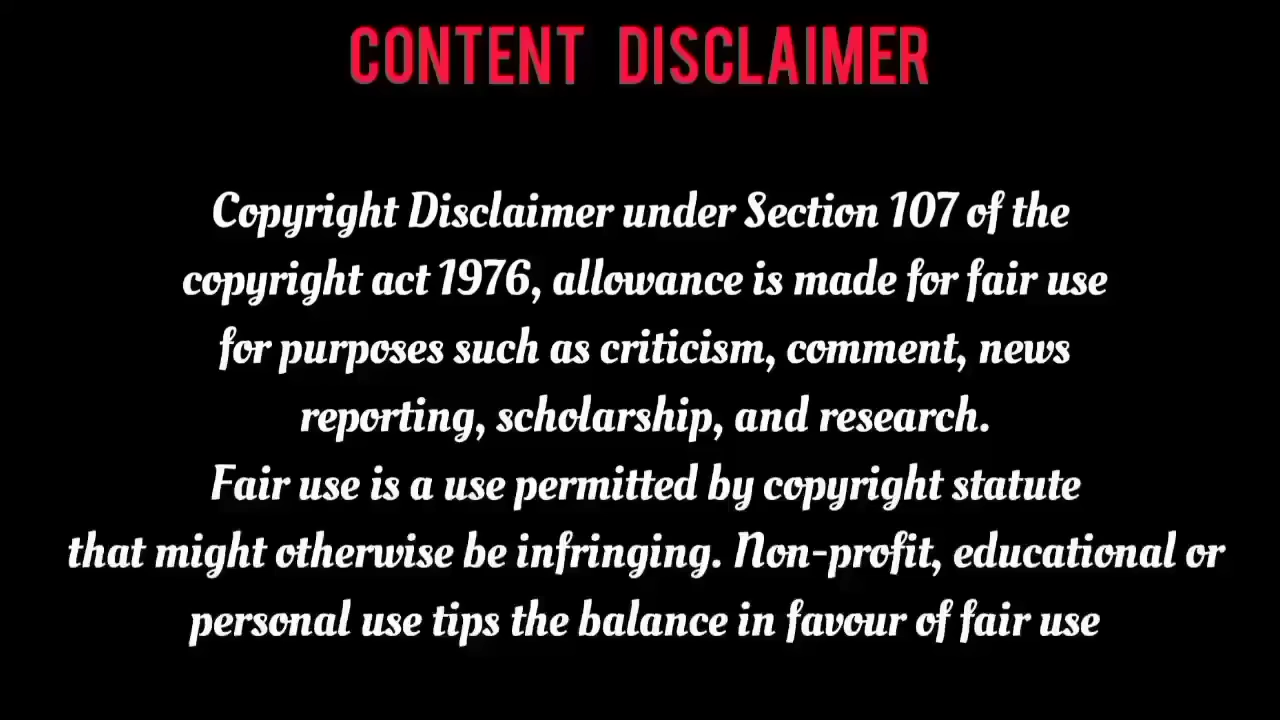 CONTENT DISCLAIMER
Copyright Disclaimer under Section 107 of the
copyright act 1976, allowance is made for fair use
for purposes such as criticism, comment, news
reporting, scholarship, and research.
Fair use is a use permitted by copyright statute
that might otherwise be infringing. Non-profit, educational or
personal use tips the balance in favour of fair use